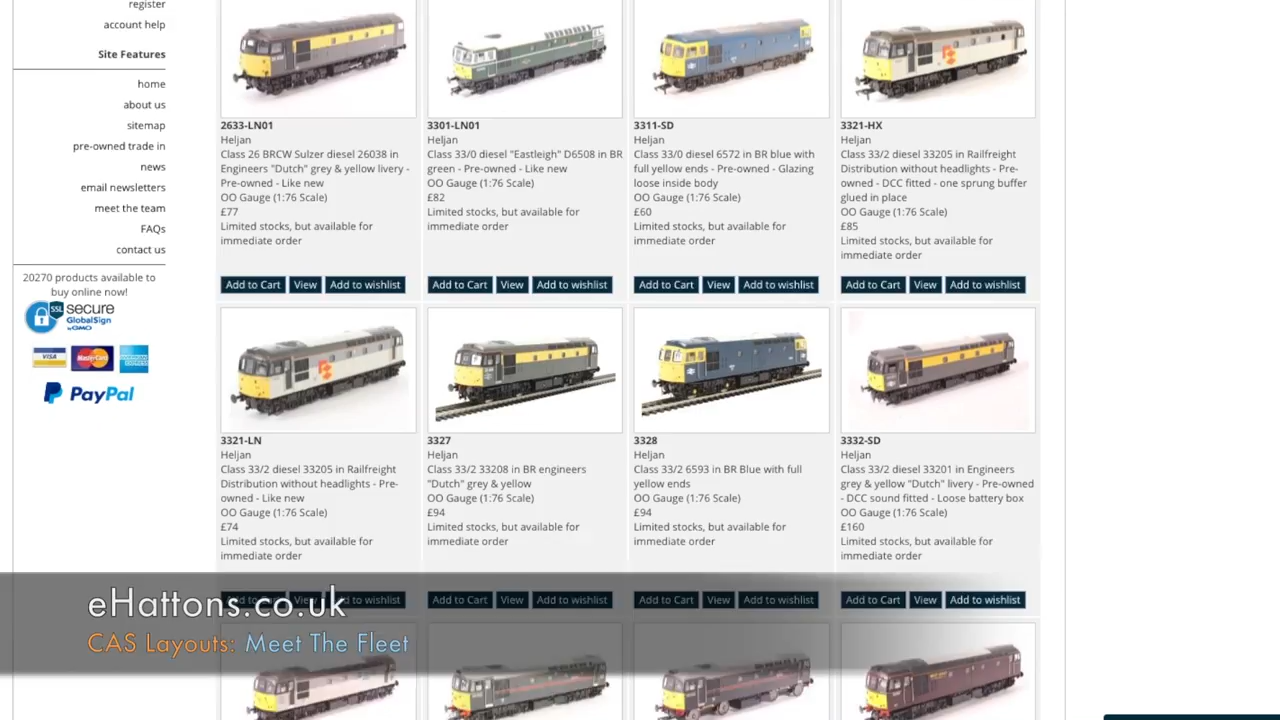 register
account help
Site Features
home
about us
sitemap
pre-owned trade in
news
email newsletters
meet the team
FAQs
contact us
20270 products available to
buy online now!
SSL
secure
GlobalSign
by GMO
VISA
MasterCard
AMERICAN EXPRESS
PayPal
2633-LN01
Heljan
Class 26 BRCW Sulzer diesel 26038 in
Engineers "Dutch" grey & yellow livery -
Pre-owned - Like new
OO Gauge (1:76 Scale)
£77
Limited stocks, but available for
immediate order
Add to Cart View Add to wishlist
3301-LN01
Heljan
Class 33/0 diesel "Eastleigh" D6508 in BR
green - Pre-owned - Like new
OO Gauge (1:76 Scale)
£82
Limited stocks, but available for
immediate order
Add to Cart View Add to wishlist
3311-SD
Heljan
Class 33/0 diesel 6572 in BR blue with
full yellow ends - Pre-owned - Glazing
loose inside body
OO Gauge (1:76 Scale)
£60
Limited stocks, but available for
immediate order
Add to Cart View Add to wishlist
3321-HX
Heljan
Class 33/2 diesel 33205 in Railfreight
Distribution without headlights - Pre-
owned - DCC fitted - one sprung buffer
glued in place
OO Gauge (1:76 Scale)
£85
Limited stocks, but available for
immediate order
Add to Cart View Add to wishlist
3321-LN
Heljan
Class 33/2 diesel 33205 in Railfreight
Distribution without headlights - Pre-
owned - Like new
OO Gauge (1:76 Scale)
£74
Limited stocks, but available for
immediate order
Add to Cart View Add to wishlist
3327
Heljan
Class 33/2 33208 in BR engineers
"Dutch" grey & yellow
OO Gauge (1:76 Scale)
£94
Limited stocks, but available for
immediate order
Add to Cart View Add to wishlist
3328
Heljan
Class 33/2 6593 in BR Blue with full
yellow ends
OO Gauge (1:76 Scale)
£94
Limited stocks, but available for
immediate order
Add to Cart View Add to wishlist
3332-SD
Heljan
Class 33/2 diesel 33201 in Engineers
grey & yellow "Dutch" livery - Pre-owned
- DCC sound fitted - Loose battery box
OO Gauge (1:76 Scale)
£160
Limited stocks, but available for
immediate order
Add to Cart View Add to wishlist
eHattons.co.uk
CAS Layouts: Meet The Fleet